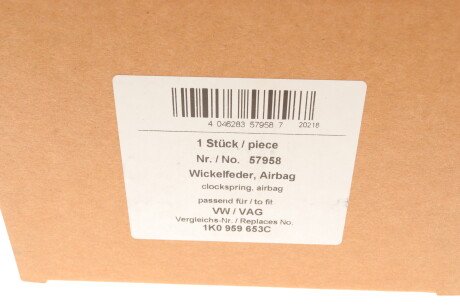 4 046283 57958 7 20218
1 Stück / piece
Nr. / No. 57958
Wickelfeder, Airbag
clockspring, airbag
passend für / to fit
VW / VAG
Vergleichs-Nr. / Replaces No.
1K0 959 653C